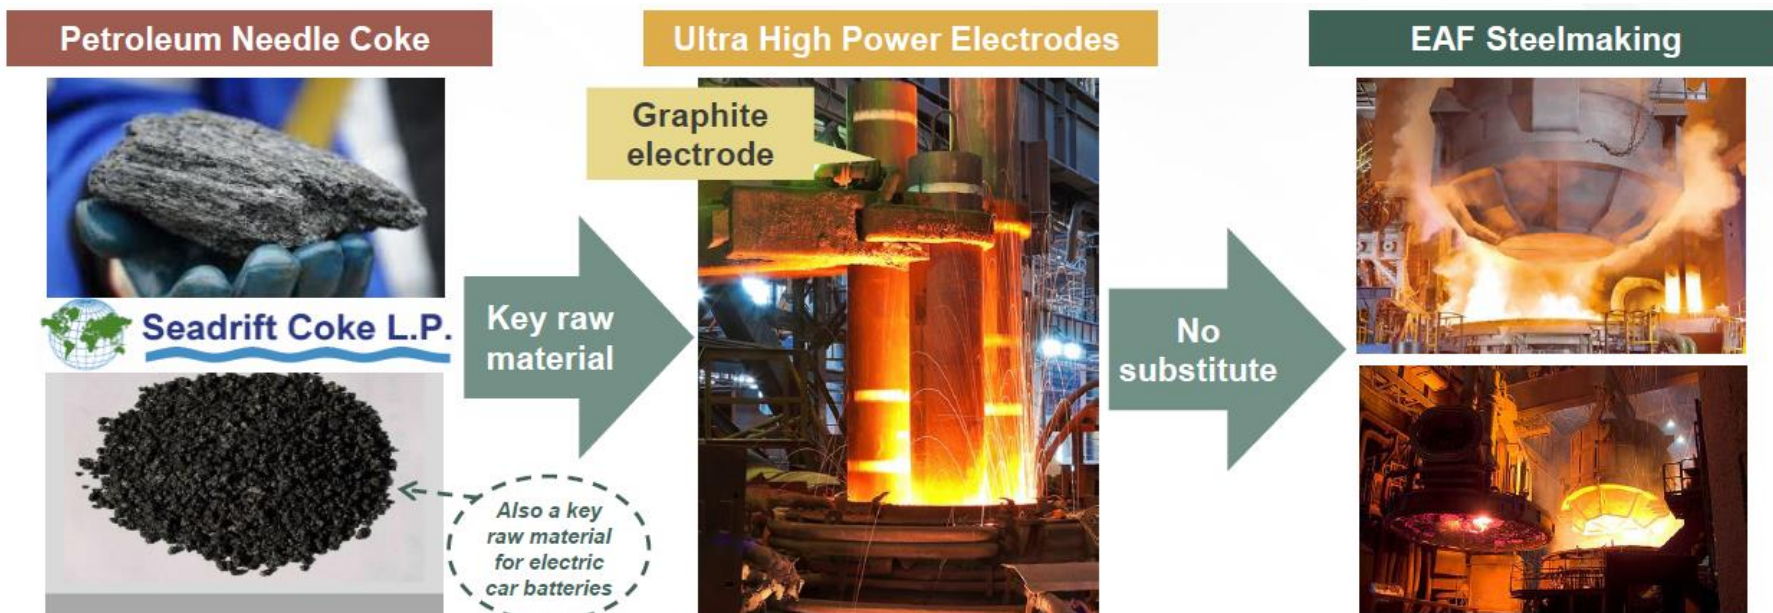 Petroleum Needle Coke
Ultra High Power Electrodes
EAF Steelmaking
Graphite
electrode
Seadrift Coke L.P.
Key raw
material
No
substitute
Also a key
raw material
for electric
car batteries